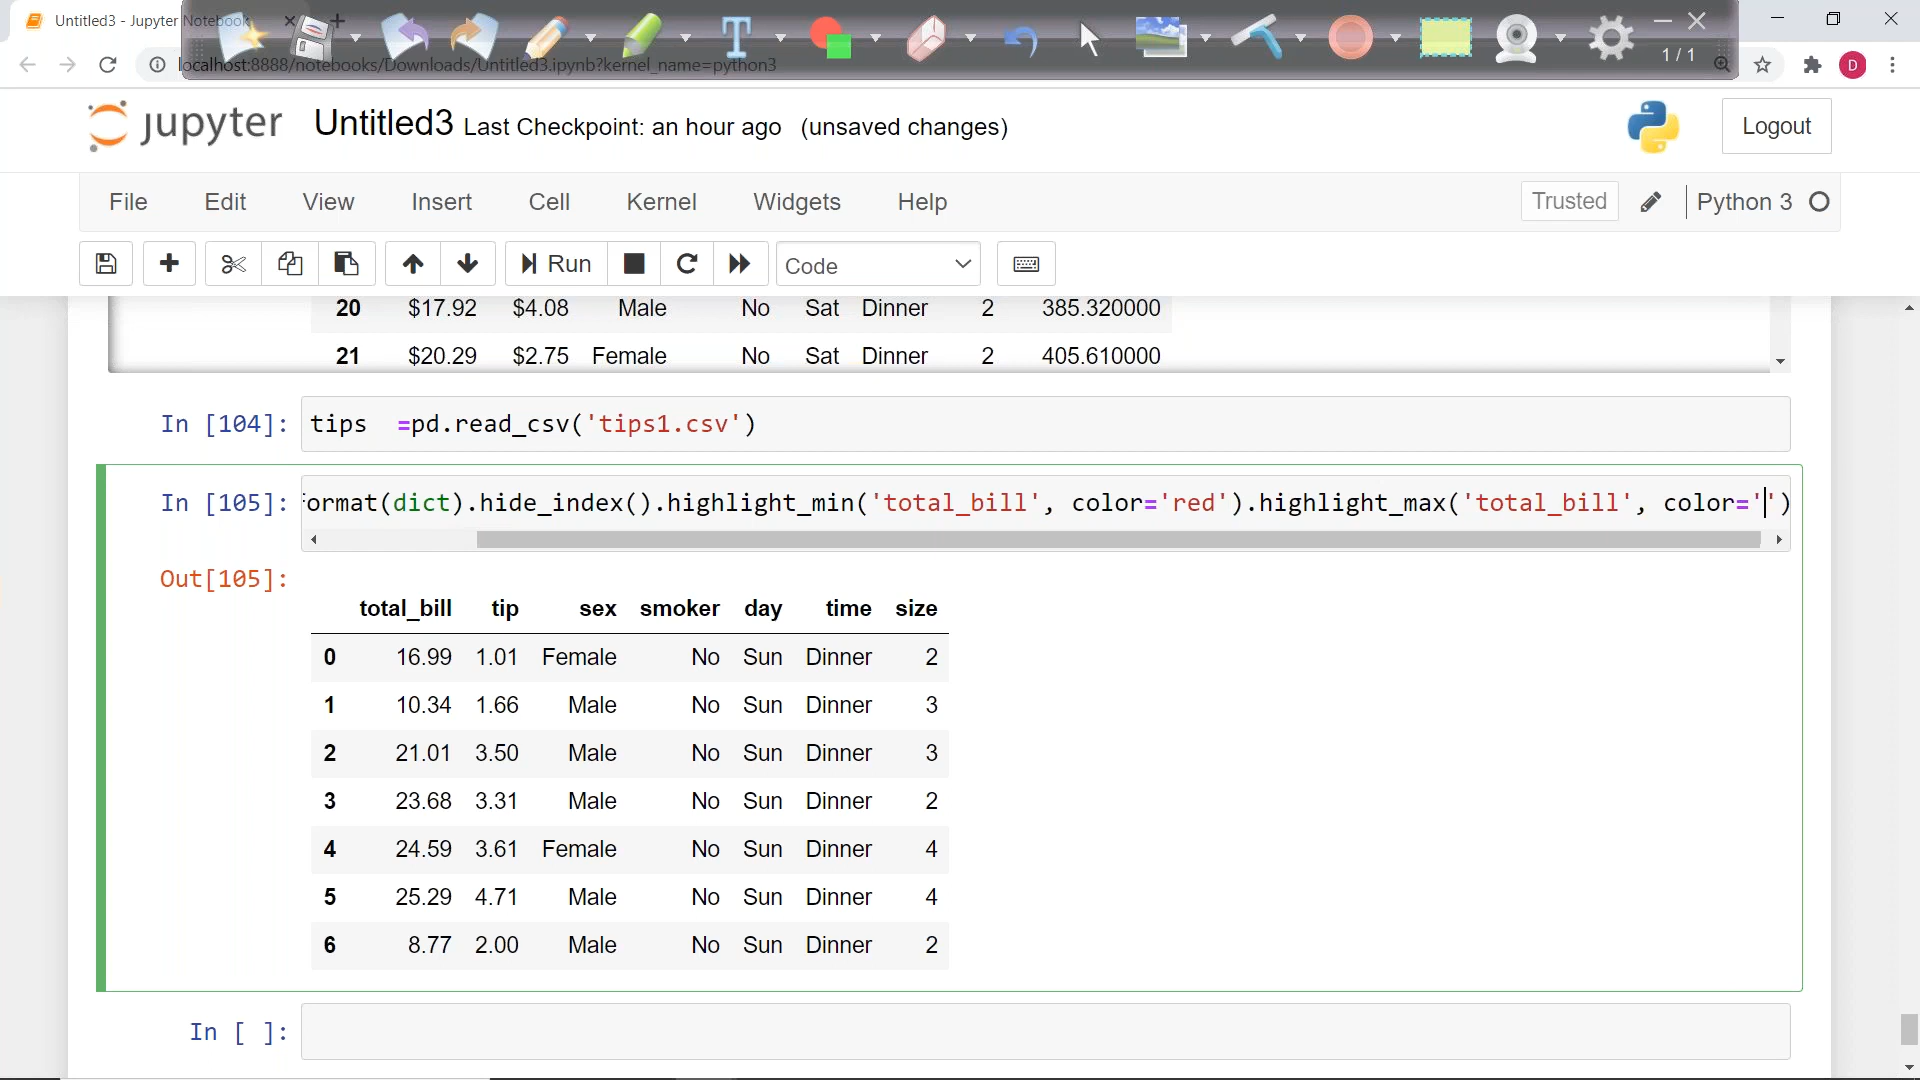 Untitled3 - Jupyter Notebook
localhost:8888/notebooks/Downloads/Untitled3.ipynb?kernel_name=python3
1 / 1
D
jupyter Untitled3 Last Checkpoint: an hour ago (unsaved changes)
Logout
File Edit View Insert Cell Kernel Widgets Help
Trusted Python 3
Run Code
20 $17.92 $4.08 Male No Sat Dinner 2 385.320000
21 $20.29 $2.75 Female No Sat Dinner 2 405.610000
In [104]: tips  =pd.read_csv('tips1.csv')
In [105]: ormat(dict).hide_index().highlight_min('total_bill', color='red').highlight_max('total_bill', color='')
Out[105]:
total_bill tip sex smoker day time size
0 16.99 1.01 Female No Sun Dinner 2
1 10.34 1.66 Male No Sun Dinner 3
2 21.01 3.50 Male No Sun Dinner 3
3 23.68 3.31 Male No Sun Dinner 2
4 24.59 3.61 Female No Sun Dinner 4
5 25.29 4.71 Male No Sun Dinner 4
6 8.77 2.00 Male No Sun Dinner 2
In [ ]: